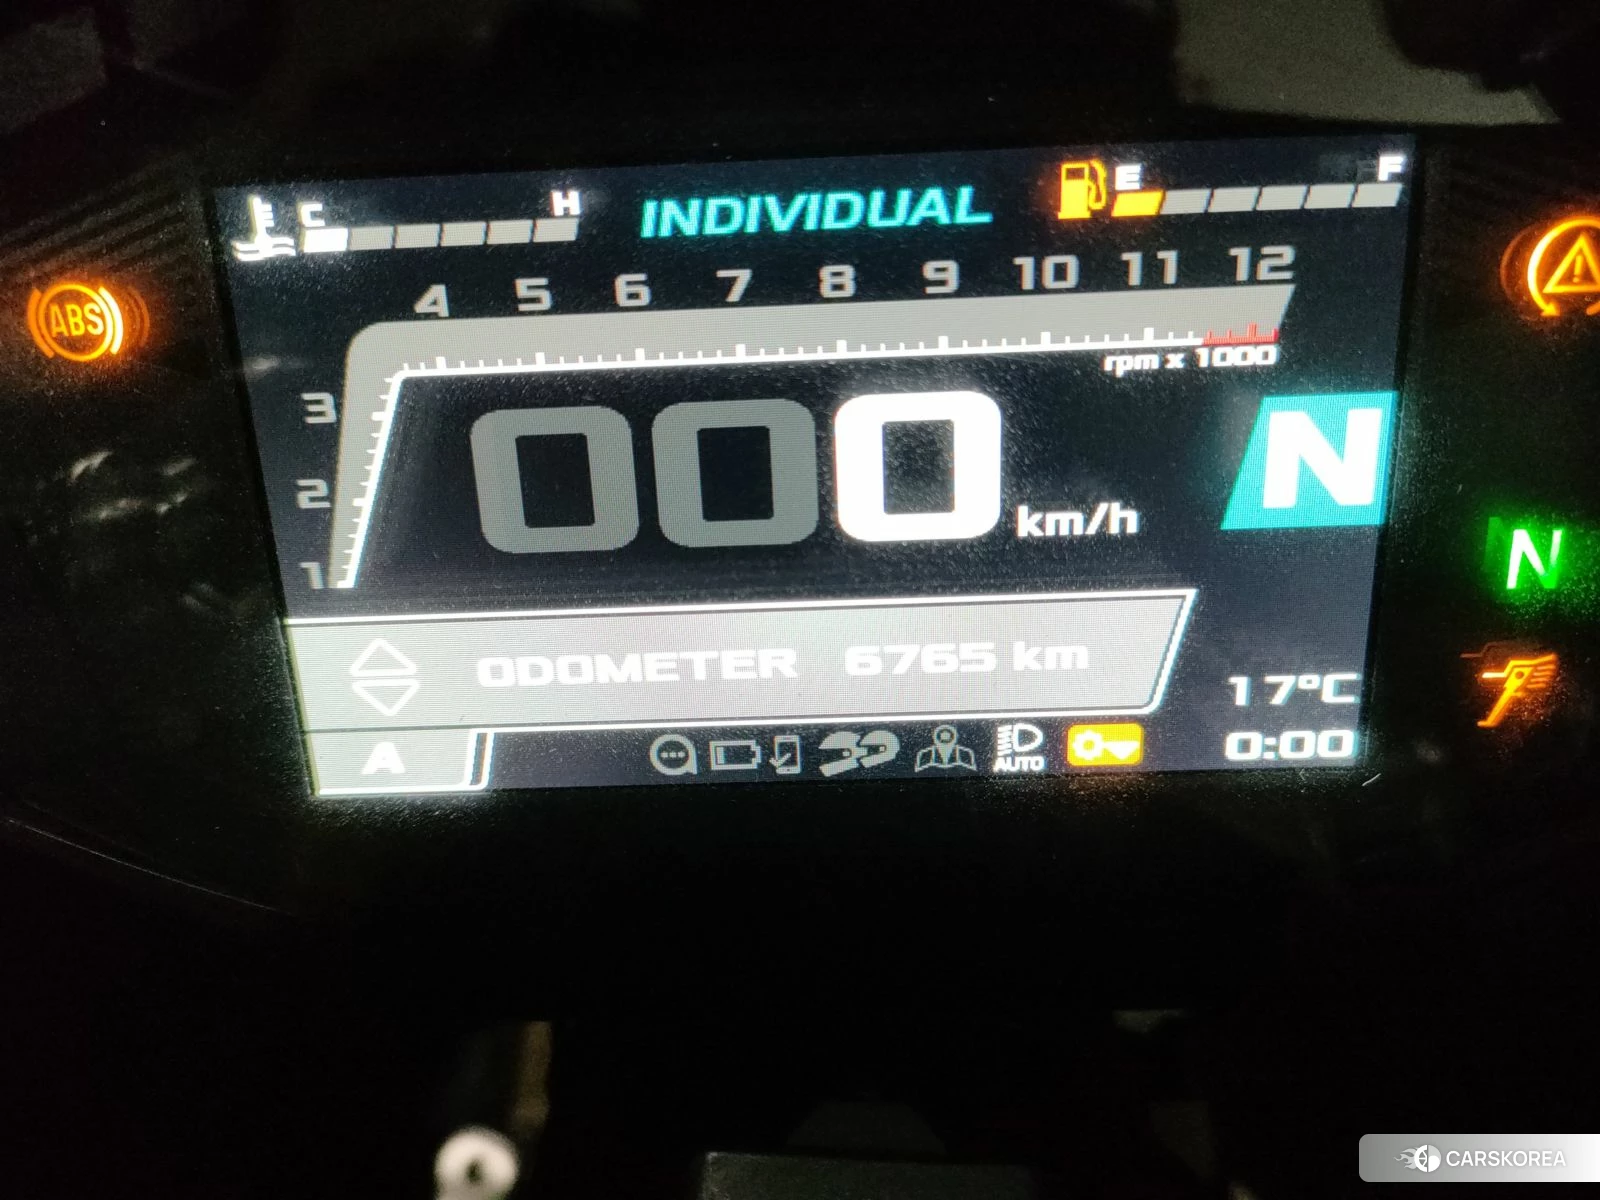 C H
INDIVIDUAL
E F
ABS
4 5 6 7 8 9 10 11 12
rpm x 1000
3
2
1
000 km/h
N
N
ODOMETER 6765 km
17°C
A
AUTO
0:00
CARSKOREA